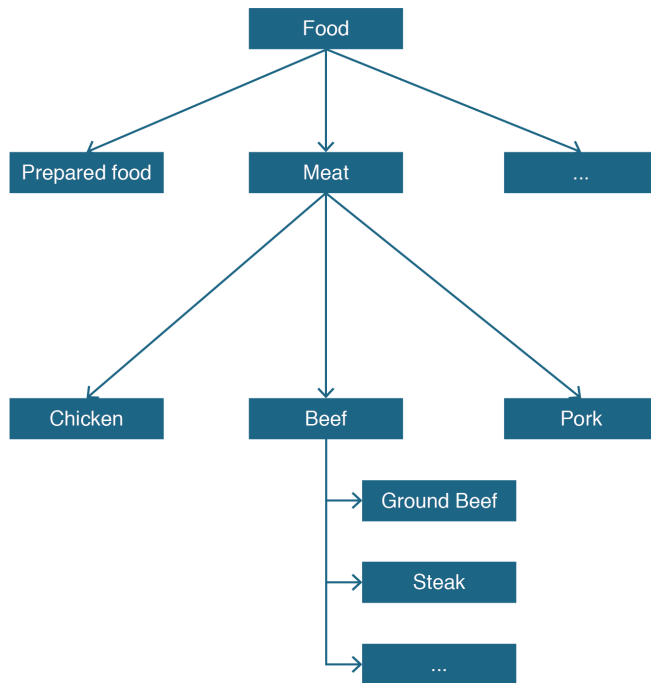 Food
Prepared food
Meat
...
Chicken
Beef
Pork
Ground Beef
Steak
...